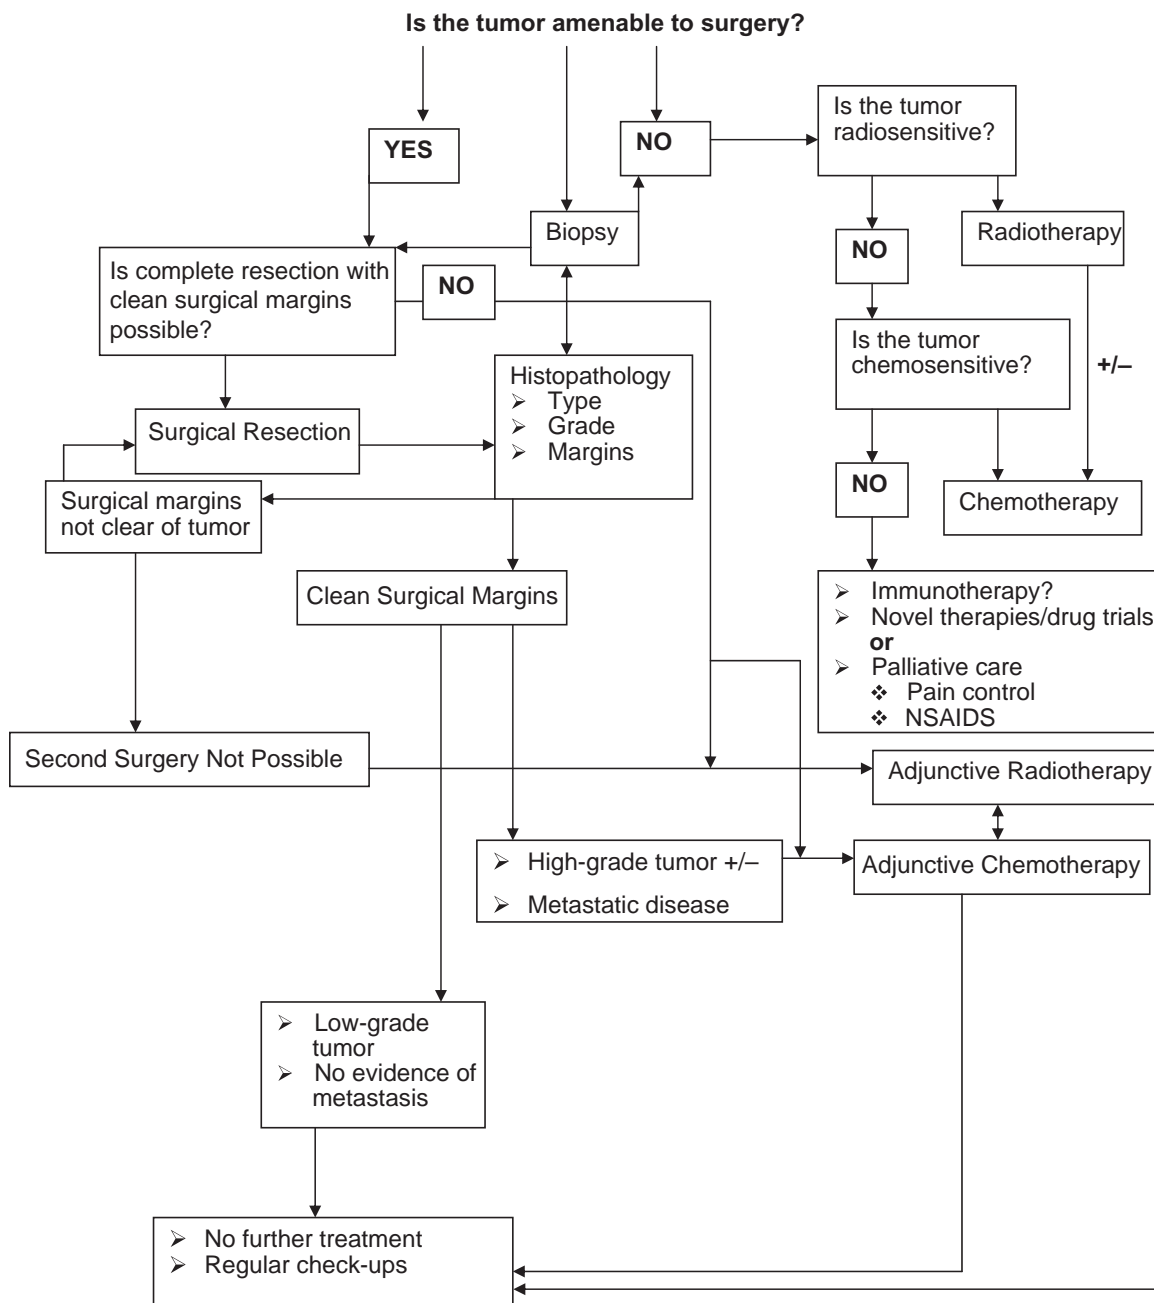 Is the tumor amenable to surgery?
YES
NO
Is the tumor
radiosensitive?
Biopsy
NO
Radiotherapy
Is complete resection with
clean surgical margins
possible?
NO
Is the tumor
chemosensitive?
+/–
Histopathology
➢ Type
➢ Grade
➢ Margins
Surgical Resection
NO
Chemotherapy
Surgical margins
not clear of tumor
Clean Surgical Margins
➢ Immunotherapy?
➢ Novel therapies/drug trials
or
➢ Palliative care
❖ Pain control
❖ NSAIDS
Second Surgery Not Possible
Adjunctive Radiotherapy
➢ High-grade tumor +/–
➢ Metastatic disease
Adjunctive Chemotherapy
➢ Low-grade
tumor
➢ No evidence of
metastasis
➢ No further treatment
➢ Regular check-ups